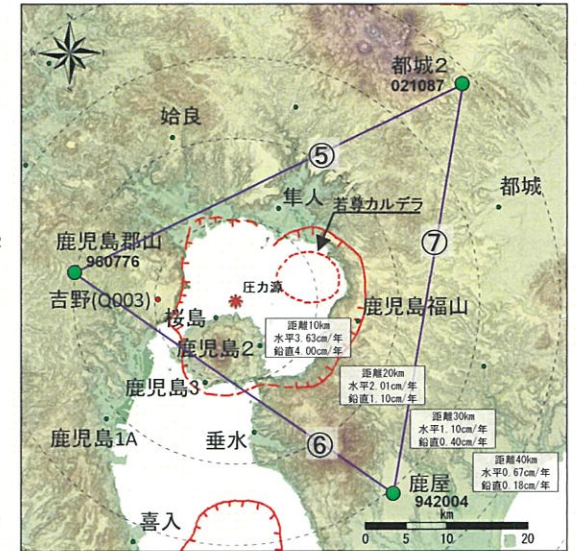 N
都城2
021087
姶良
⑤
都城
隼人
若尊カルデラ
⑦
鹿児島郡山
960776
吉野(Q003)
圧力源
桜島
鹿児島福山
鹿児島2
距離10km
水平3.63cm/年
鉛直4.00cm/年
距離20km
水平2.01cm/年
鉛直1.10cm/年
鹿児島3
距離30km
水平1.10cm/年
鉛直0.40cm/年
鹿児島1A
垂水
⑥
距離40km
水平0.67cm/年
鉛直0.18cm/年
鹿屋
942004
喜入
km
0 5 10 20